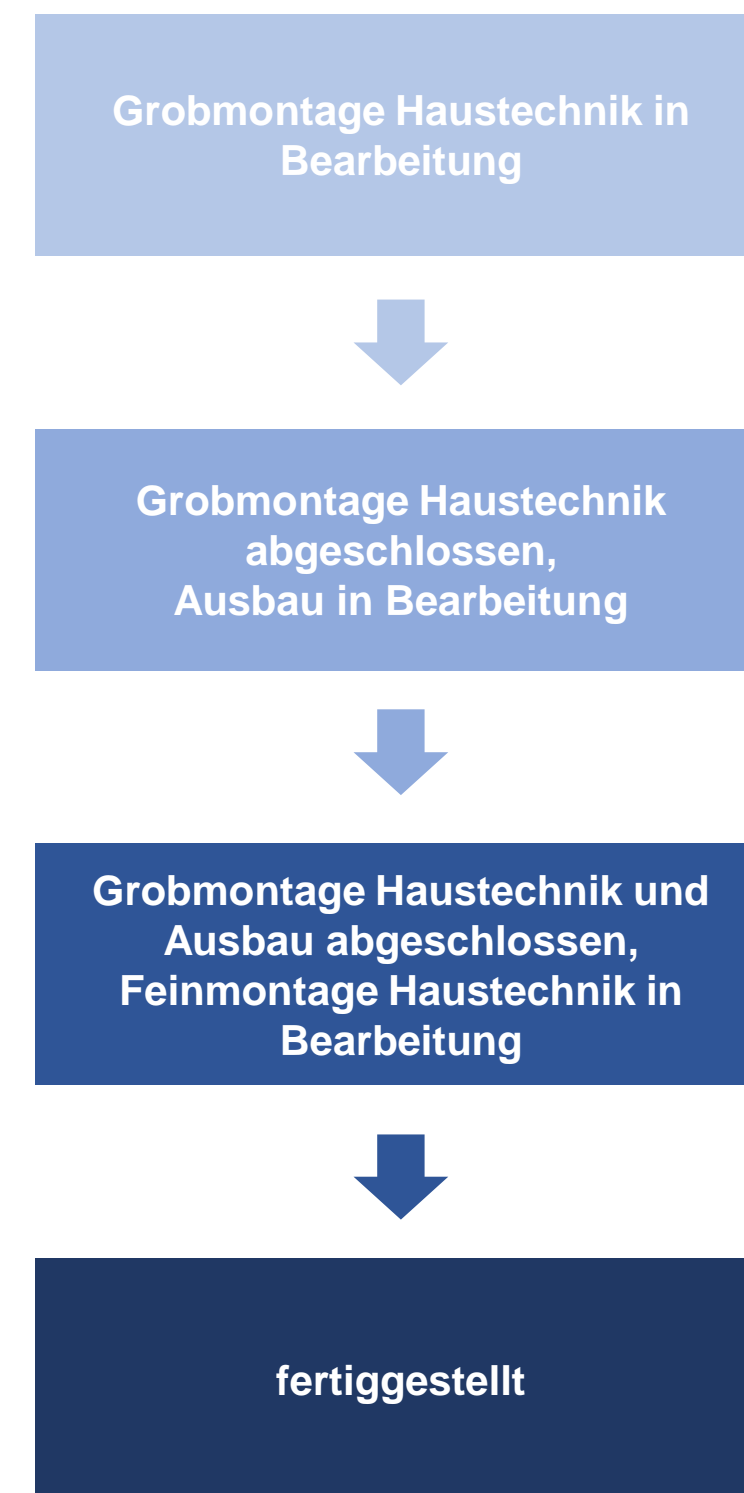 Grobmontage Haustechnik in
Bearbeitung
Grobmontage Haustechnik
abgeschlossen,
Ausbau in Bearbeitung
Grobmontage Haustechnik und
Ausbau abgeschlossen,
Feinmontage Haustechnik in
Bearbeitung
fertiggestellt